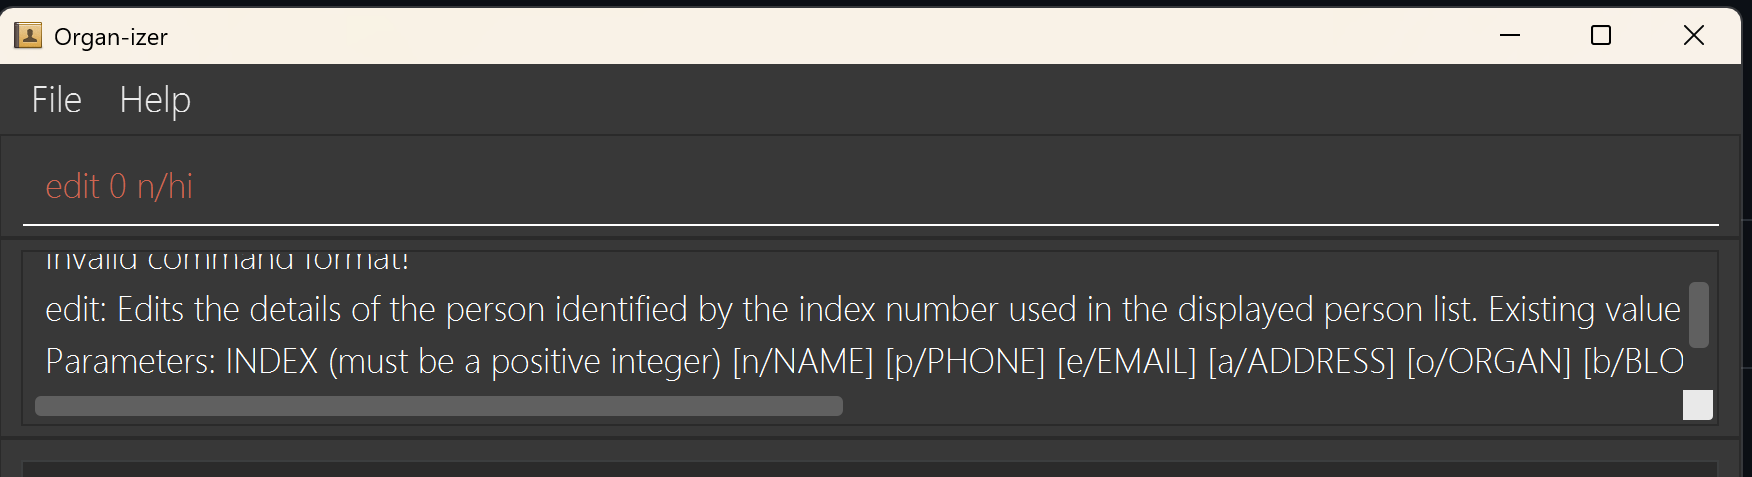 Organ-izer
File Help
edit 0 n/hi
Invalid command format!
edit: Edits the details of the person identified by the index number used in the displayed person list. Existing value
Parameters: INDEX (must be a positive integer) [n/NAME] [p/PHONE] [e/EMAIL] [a/ADDRESS] [o/ORGAN] [b/BLO